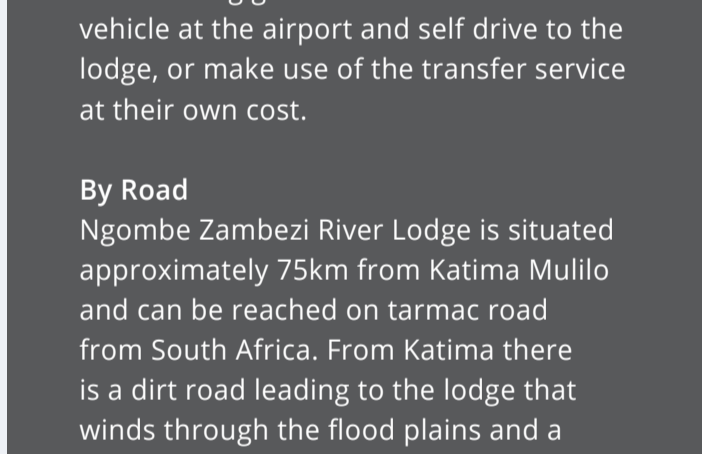 vehicle at the airport and self drive to the
lodge, or make use of the transfer service
at their own cost.
By Road
Ngombe Zambezi River Lodge is situated
approximately 75km from Katima Mulilo
and can be reached on tarmac road
from South Africa. From Katima there
is a dirt road leading to the lodge that
winds through the flood plains and a